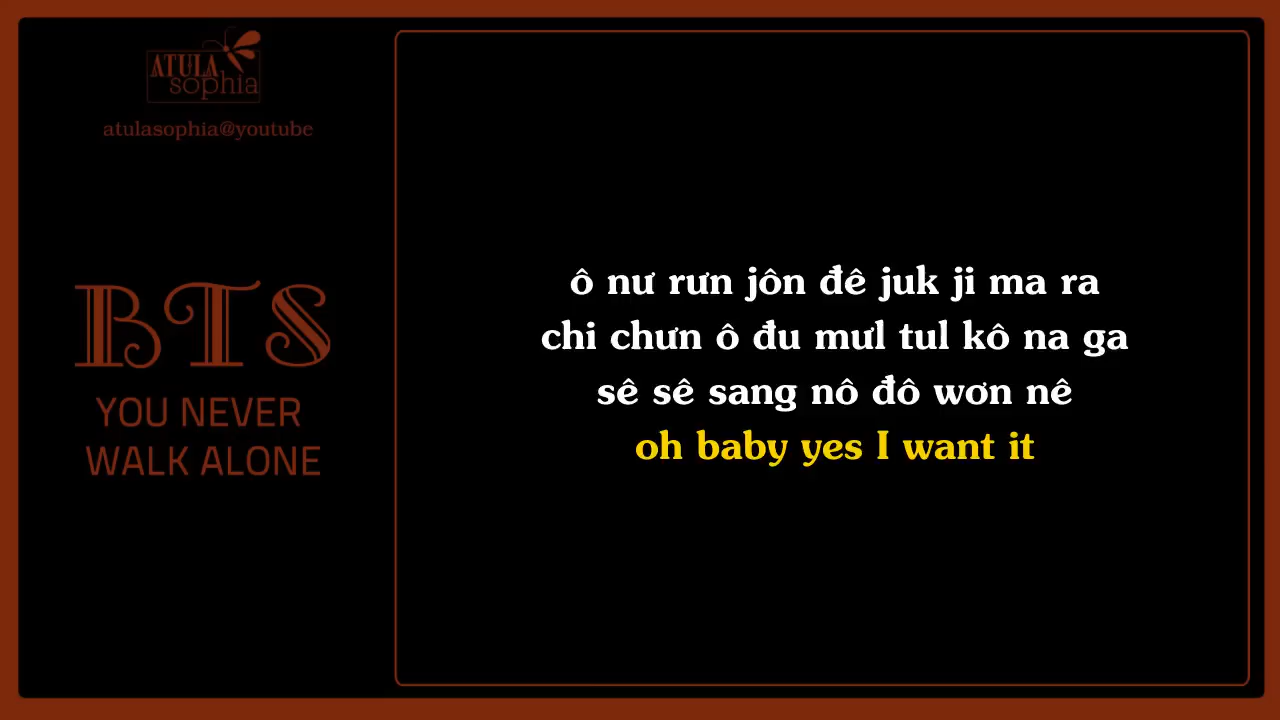 ATULA
sophia
atulasophia@youtube
BTS
YOU NEVER
WALK ALONE
ô nư rưn jôn đê juk ji ma ra
chi chưn ô đu mưl tul kô na ga
sê sê sang nô đô wơn nê
oh baby yes I want it